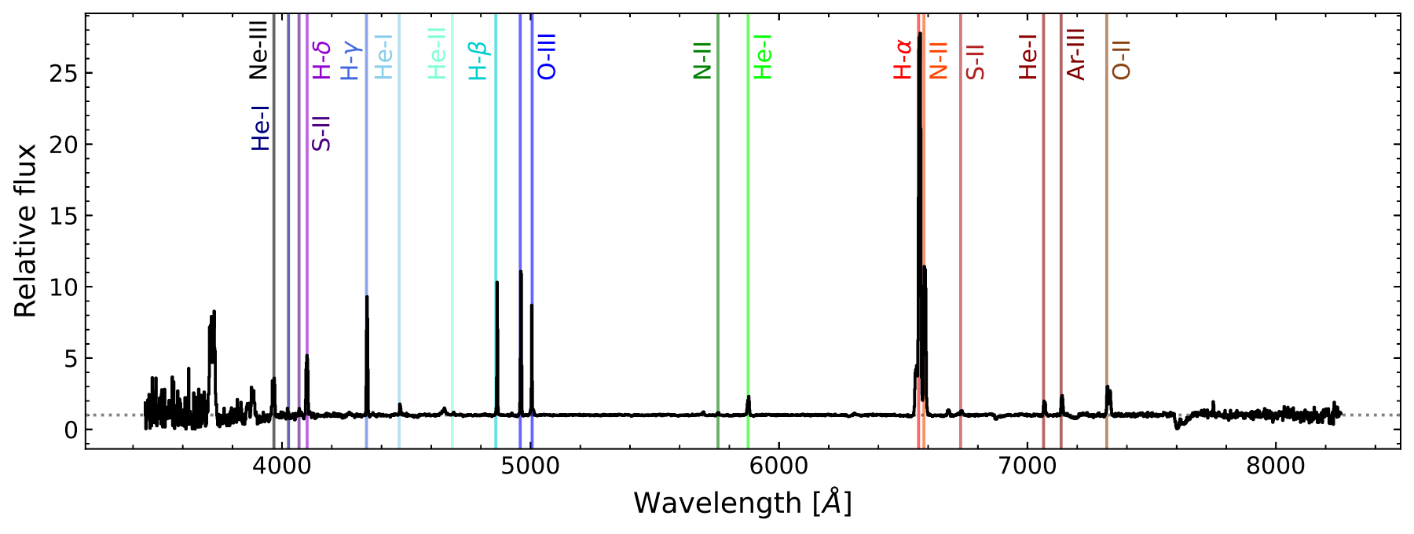 Ne-III
He-I
S-II
H-δ
H-γ
He-I
He-II
H-β
O-III
N-II
He-I
H-α
N-II
S-II
He-I
Ar-III
O-II
Relative flux
25
20
15
10
5
0
4000
5000
6000
7000
8000
Wavelength [Å]